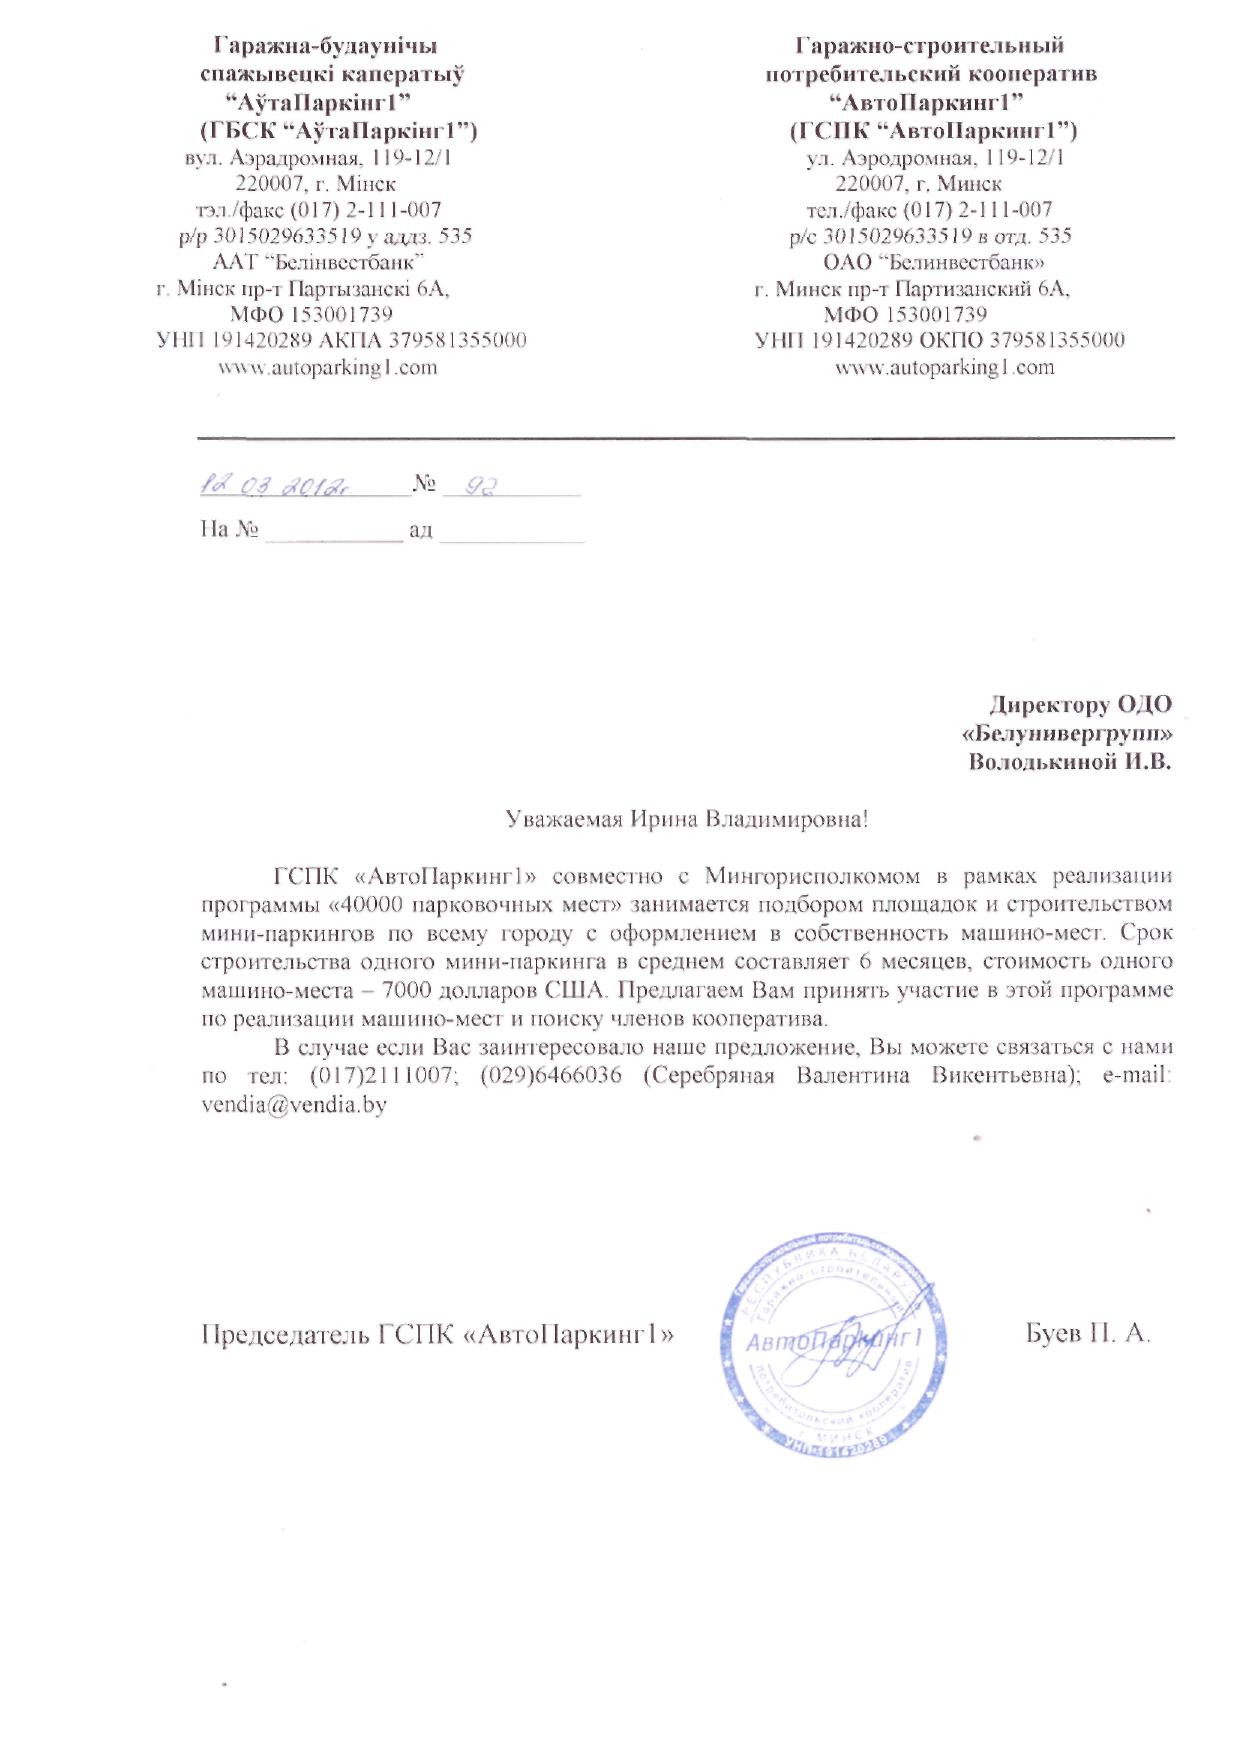 Гаражна-будаунічы
спажывецкі каператыў
“АўтаПаркінг1”
(ГБСК “АўтаПаркінг1”)
вул. Аэрадромная, 119-12/1
220007, г. Мінск
тэл./факс (017) 2-111-007
р/р 3015029633519 у аддз. 535
ААТ “Белінвестбанк”
г. Мінск пр-т Партызанскі 6А,
МФО 153001739
УНП 191420289 АКПА 379581355000
www.autoparking1.com
Гаражно-строительный
потребительский кооператив
“АвтоПаркинг1”
(ГСПК “АвтоПаркинг1”)
ул. Аэродромная, 119-12/1
220007, г. Минск
тел./факс (017) 2-111-007
р/с 3015029633519 в отд. 535
ОАО “Белинвестбанк»
г. Минск пр-т Партизанский 6А,
МФО 153001739
УНП 191420289 ОКПО 379581355000
www.autoparking1.com
12 03 2012г. № 92
На № ____________ ад ____________
Директору ОДО
«Белунивергрупп»
Володькиной И.В.
Уважаемая Ирина Владимировна!
ГСПК «АвтоПаркинг1» совместно с Мингорисполкомом в рамках реализации
программы «40000 парковочных мест» занимается подбором площадок и строительством
мини-паркингов по всему городу с оформлением в собственность машино-мест. Срок
строительства одного мини-паркинга в среднем составляет 6 месяцев, стоимость одного
машино-места – 7000 долларов США. Предлагаем Вам принять участие в этой программе
по реализации машино-мест и поиску членов кооператива.
В случае если Вас заинтересовало наше предложение, Вы можете связаться с нами
по тел: (017)2111007; (029)6466036 (Серебряная Валентина Викентьевна); e-mail:
vendia@vendia.by
Председатель ГСПК «АвтоПаркинг1»
Буев П. А.
РЕСПУБЛИКА БЕЛАРУСЬ
Гаражно-строительный
АвтоПаркинг1
потребительский кооператив
г. МИНСК
УНП 191420289